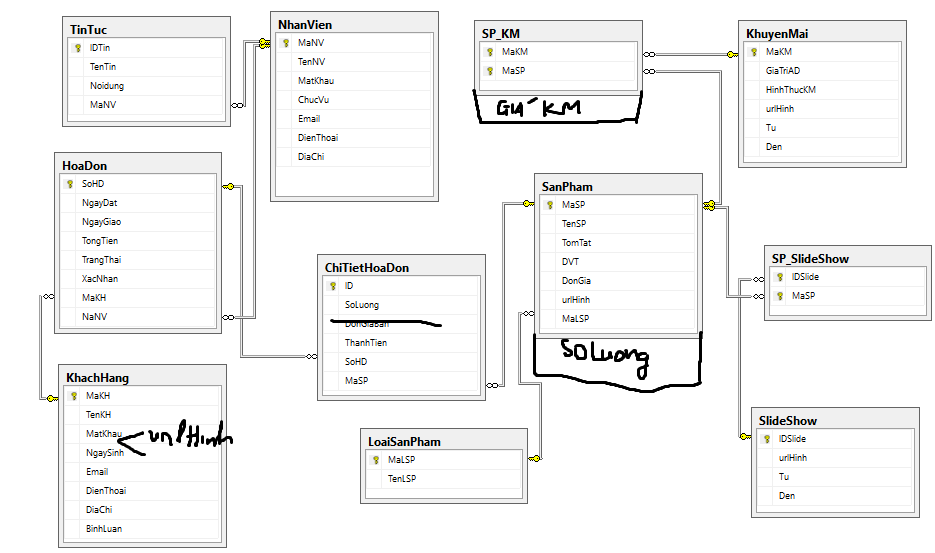 TinTuc
IDTin
TenTin
Noidung
MaNV
NhanVien
MaNV
TenNV
MatKhau
ChucVu
Email
DienThoai
DiaChi
SP_KM
MaKM
MaSP
Giá KM
KhuyenMai
MaKM
GiaTriAD
HinhThucKM
urlHinh
Tu
Den
HoaDon
SoHD
NgayDat
NgayGiao
TongTien
TrangThai
XacNhan
MaKH
NaNV
ChiTietHoaDon
ID
SoLuong
DonGiaBan
ThanhTien
SoHD
MaSP
SanPham
MaSP
TenSP
TomTat
DVT
DonGia
urlHinh
MaLSP
SOLuong
SP_SlideShow
IDSlide
MaSP
KhachHang
MaKH
TenKH
MatKhau
urlHinh
NgaySinh
Email
DienThoai
DiaChi
BinhLuan
LoaiSanPham
MaLSP
TenLSP
SlideShow
IDSlide
urlHinh
Tu
Den